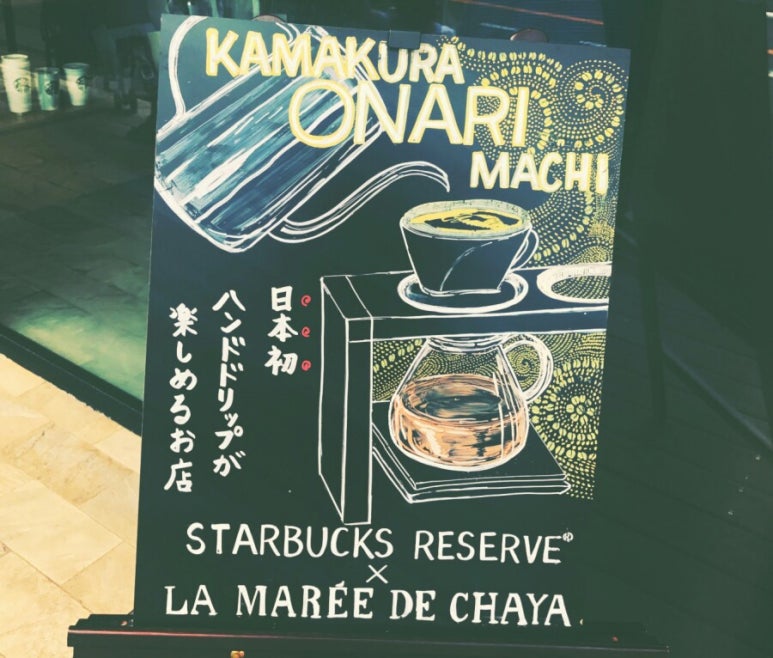 KAMAKURA
ONARI
MACHI
日本初
ハンドドリップが
楽しめるお店
STARBUCKS RESERVE®
×
LA MARÉE DE CHAYA